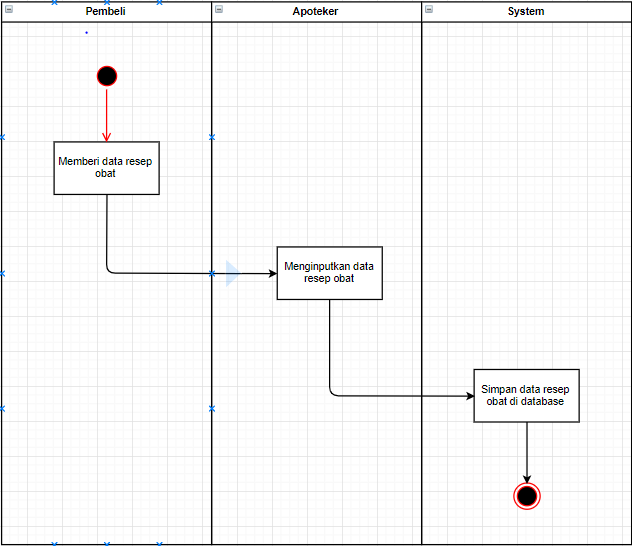 Pembeli
Apoteker
System
Memberi data resep
obat
Menginputkan data
resep obat
Simpan data resep
obat di database